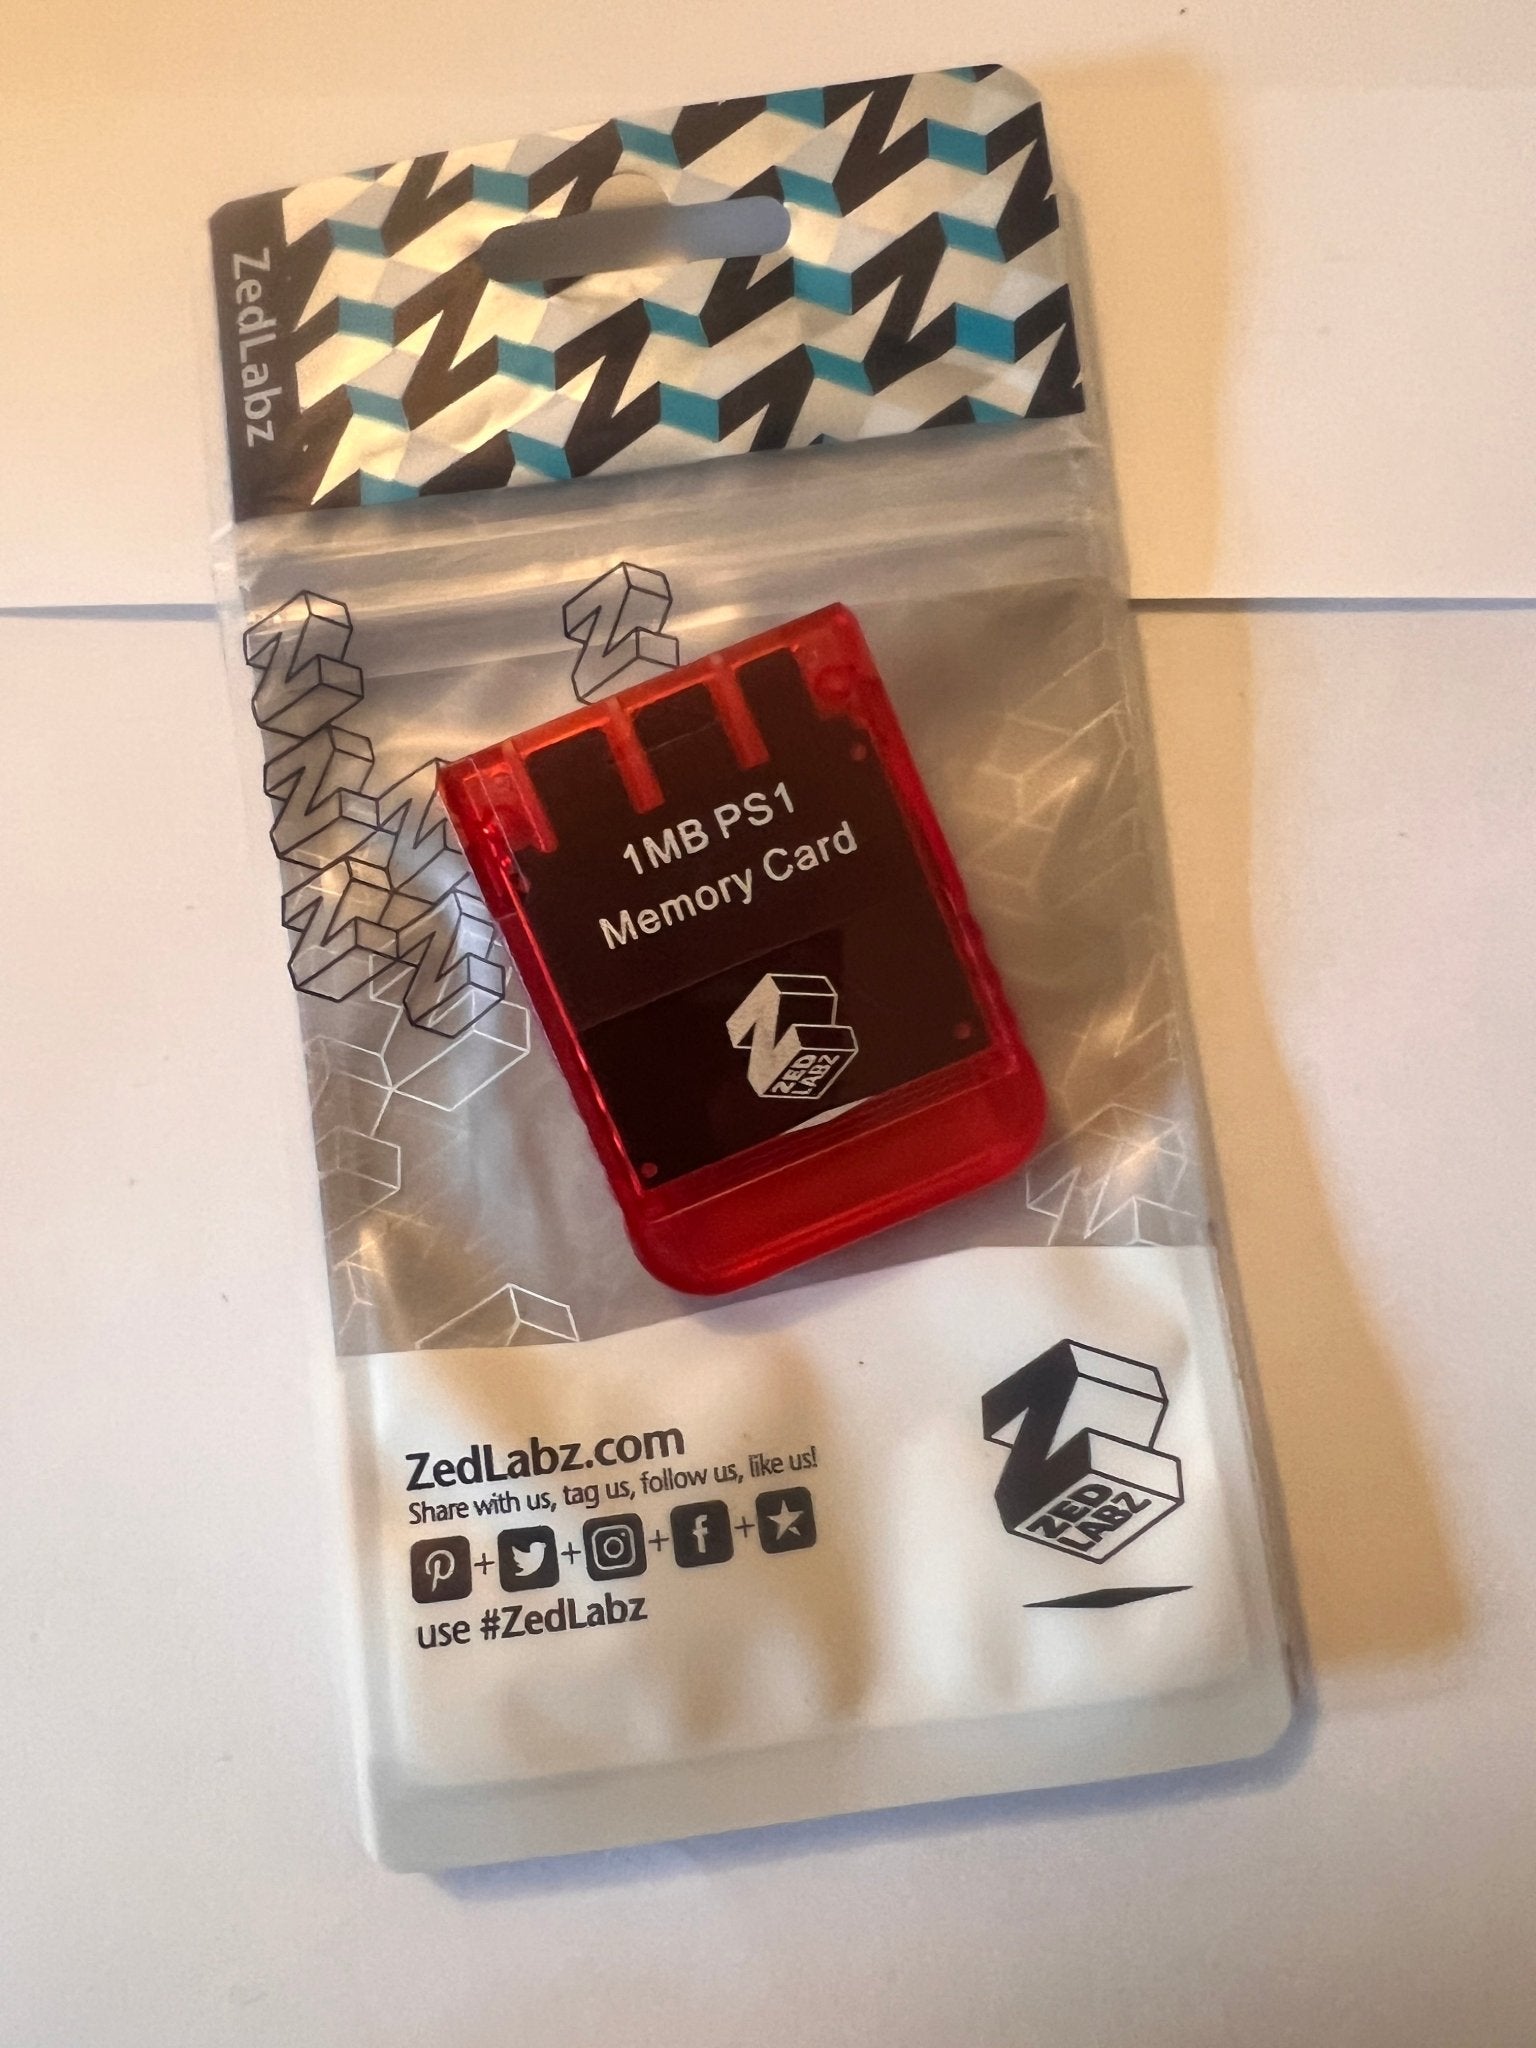 ZedLabz
1MB PS1
Memory Card
ZED
LABZ
ZedLabz.com
Share with us, tag us, follow us, like us!
+ + + +
use #ZedLabz
ZED
LABZ